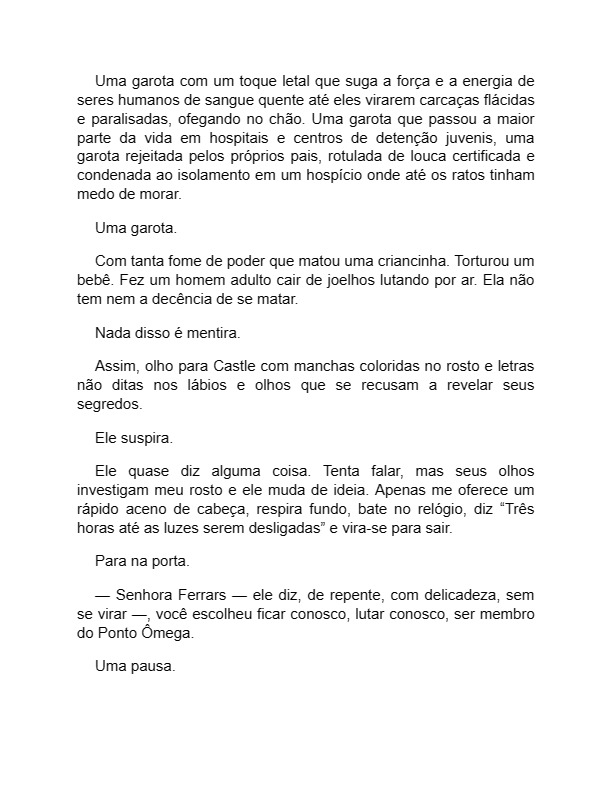 Uma garota com um toque letal que suga a força e a energia de
seres humanos de sangue quente até eles virarem carcaças flácidas
e paralisadas, ofegando no chão. Uma garota que passou a maior
parte da vida em hospitais e centros de detenção juvenis, uma
garota rejeitada pelos próprios pais, rotulada de louca certificada e
condenada ao isolamento em um hospício onde até os ratos tinham
medo de morar.
Uma garota.
Com tanta fome de poder que matou uma criancinha. Torturou um
bebê. Fez um homem adulto cair de joelhos lutando por ar. Ela não
tem nem a decência de se matar.
Nada disso é mentira.
Assim, olho para Castle com manchas coloridas no rosto e letras
não ditas nos lábios e olhos que se recusam a revelar seus
segredos.
Ele suspira.
Ele quase diz alguma coisa. Tenta falar, mas seus olhos
investigam meu rosto e ele muda de ideia. Apenas me oferece um
rápido aceno de cabeça, respira fundo, bate no relógio, diz “Três
horas até as luzes serem desligadas” e vira-se para sair.
Para na porta.
— Senhora Ferrars — ele diz, de repente, com delicadeza, sem
se virar —, você escolheu ficar conosco, lutar conosco, ser membro
do Ponto Ômega.
Uma pausa.